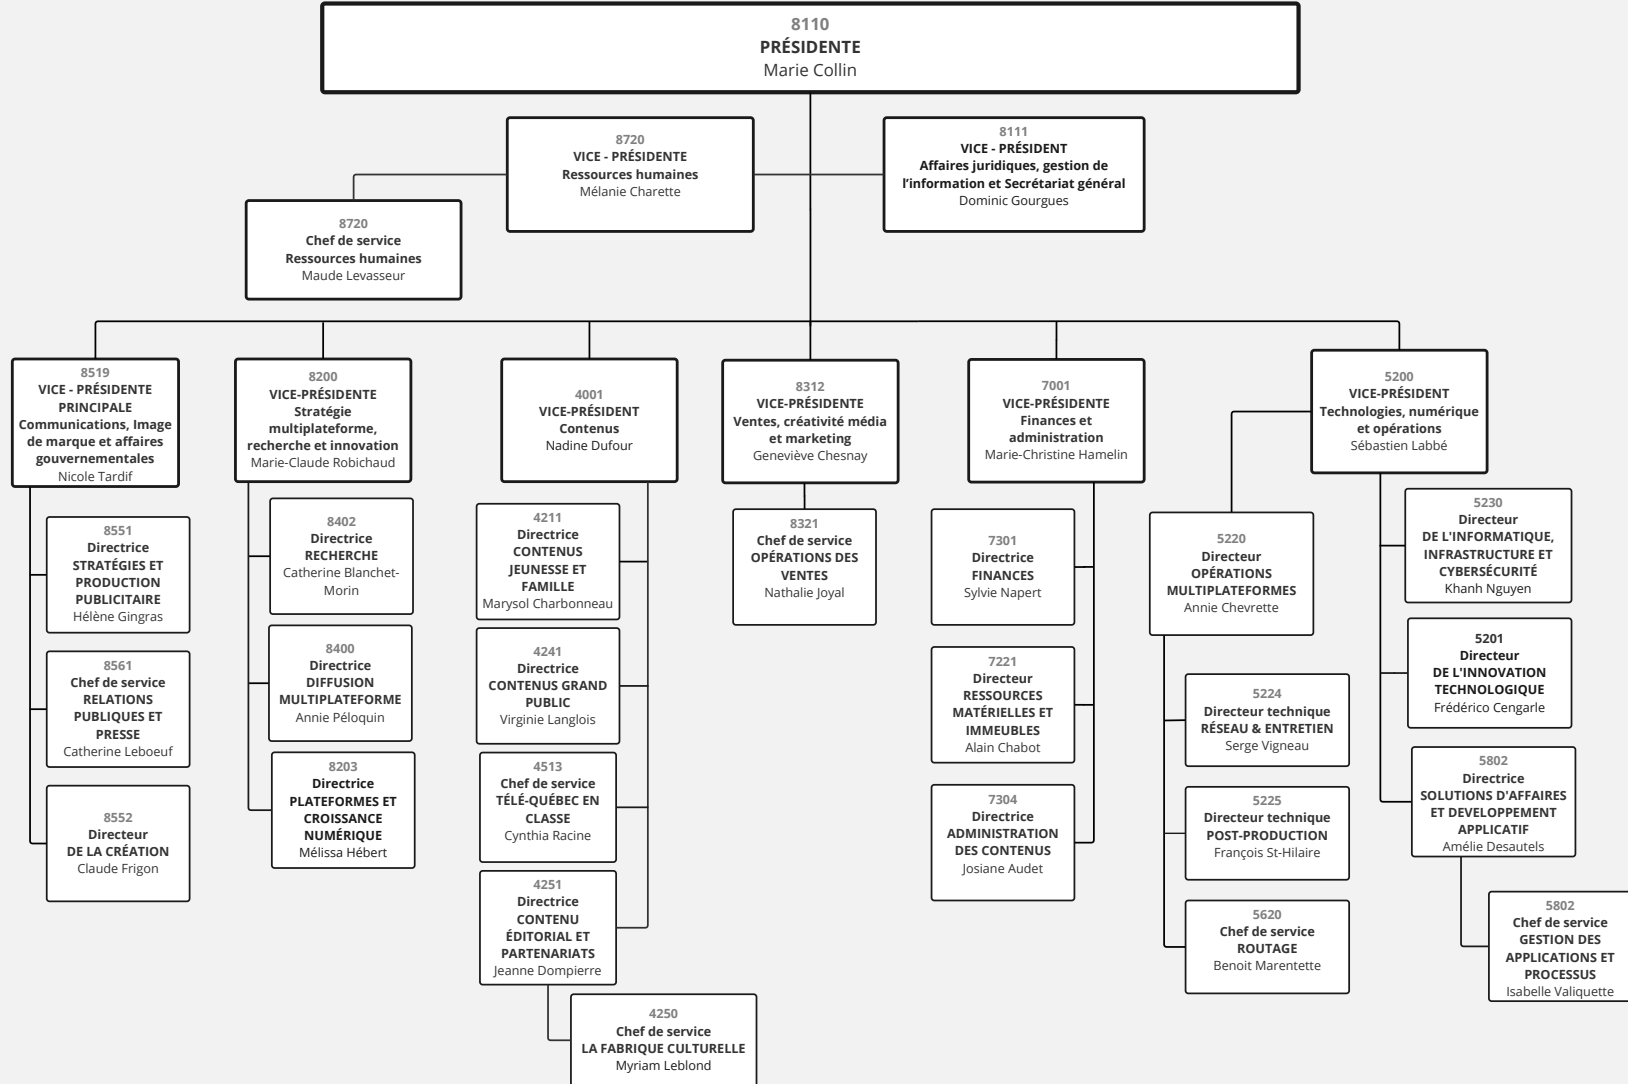 8110
PRÉSIDENTE
Marie Collin
8720
VICE - PRÉSIDENTE
Ressources humaines
Mélanie Charette
8111
VICE - PRÉSIDENT
Affaires juridiques, gestion de
l'information et Secrétariat général
Dominic Gourgues
8720
Chef de service
Ressources humaines
Maude Levasseur
8519
VICE - PRÉSIDENTE
PRINCIPALE
Communications, Image
de marque et affaires
gouvernementales
Nicole Tardif
8551
Directrice
STRATÉGIES ET
PRODUCTION
PUBLICITAIRE
Hélène Gingras
8561
Chef de service
RELATIONS
PUBLIQUES ET
PRESSE
Catherine Leboeuf
8552
Directeur
DE LA CRÉATION
Claude Frigon
8200
VICE-PRÉSIDENTE
Stratégie
multiplateforme,
recherche et innovation
Marie-Claude Robichaud
8402
Directrice
RECHERCHE
Catherine Blanchet-
Morin
8400
Directrice
DIFFUSION
MULTIPLATEFORME
Annie Péloquin
8203
Directrice
PLATEFORMES ET
CROISSANCE
NUMÉRIQUE
Mélissa Hébert
4001
VICE-PRÉSIDENT
Contenus
Nadine Dufour
4211
Directrice
CONTENUS
JEUNESSE ET
FAMILLE
Marysol Charbonneau
4241
Directrice
CONTENUS GRAND
PUBLIC
Virginie Langlois
4513
Chef de service
TÉLÉ-QUÉBEC EN
CLASSE
Cynthia Racine
4251
Directrice
CONTENU
ÉDITORIAL ET
PARTENARIATS
Jeanne Dompierre
4250
Chef de service
LA FABRIQUE CULTURELLE
Myriam Leblond
8312
VICE-PRÉSIDENTE
Ventes, créativité média
et marketing
Geneviève Chesnay
8321
Chef de service
OPÉRATIONS DES
VENTES
Nathalie Joyal
7001
VICE-PRÉSIDENTE
Finances et
administration
Marie-Christine Hamelin
7301
Directrice
FINANCES
Sylvie Napert
7221
Directeur
RESSOURCES
MATÉRIELLES ET
IMMEUBLES
Alain Chabot
7304
Directrice
ADMINISTRATION
DES CONTENUS
Josiane Audet
5200
VICE-PRÉSIDENT
Technologies, numérique
et opérations
Sébastien Labbé
5220
Directeur
OPÉRATIONS
MULTIPLATEFORMES
Annie Chevrette
5224
Directeur technique
RÉSEAU & ENTRETIEN
Serge Vigneau
5225
Directeur technique
POST-PRODUCTION
François St-Hilaire
5620
Chef de service
ROUTAGE
Benoit Marentette
5230
Directeur
DE L'INFORMATIQUE,
INFRASTRUCTURE ET
CYBERSÉCURITÉ
Khanh Nguyen
5201
Directeur
DE L'INNOVATION
TECHNOLOGIQUE
Frédérico Cengarle
5802
Directrice
SOLUTIONS D'AFFAIRES
ET DEVELOPPEMENT
APPLICATIF
Amélie Desautels
5802
Chef de service
GESTION DES
APPLICATIONS ET
PROCESSUS
Isabelle Valiquette